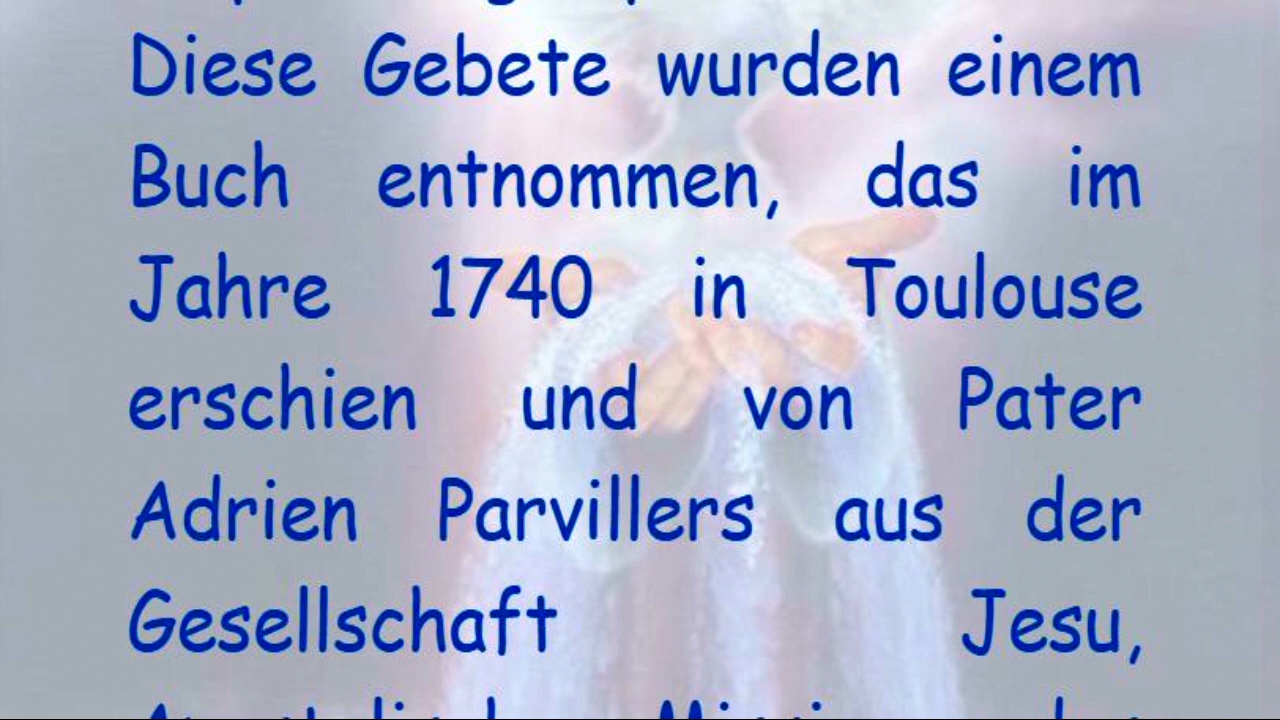 Diese Gebete wurden einem
Buch entnommen, das im
Jahre 1740 in Toulouse
erschien und von Pater
Adrien Parvillers aus der
Gesellschaft Jesu,